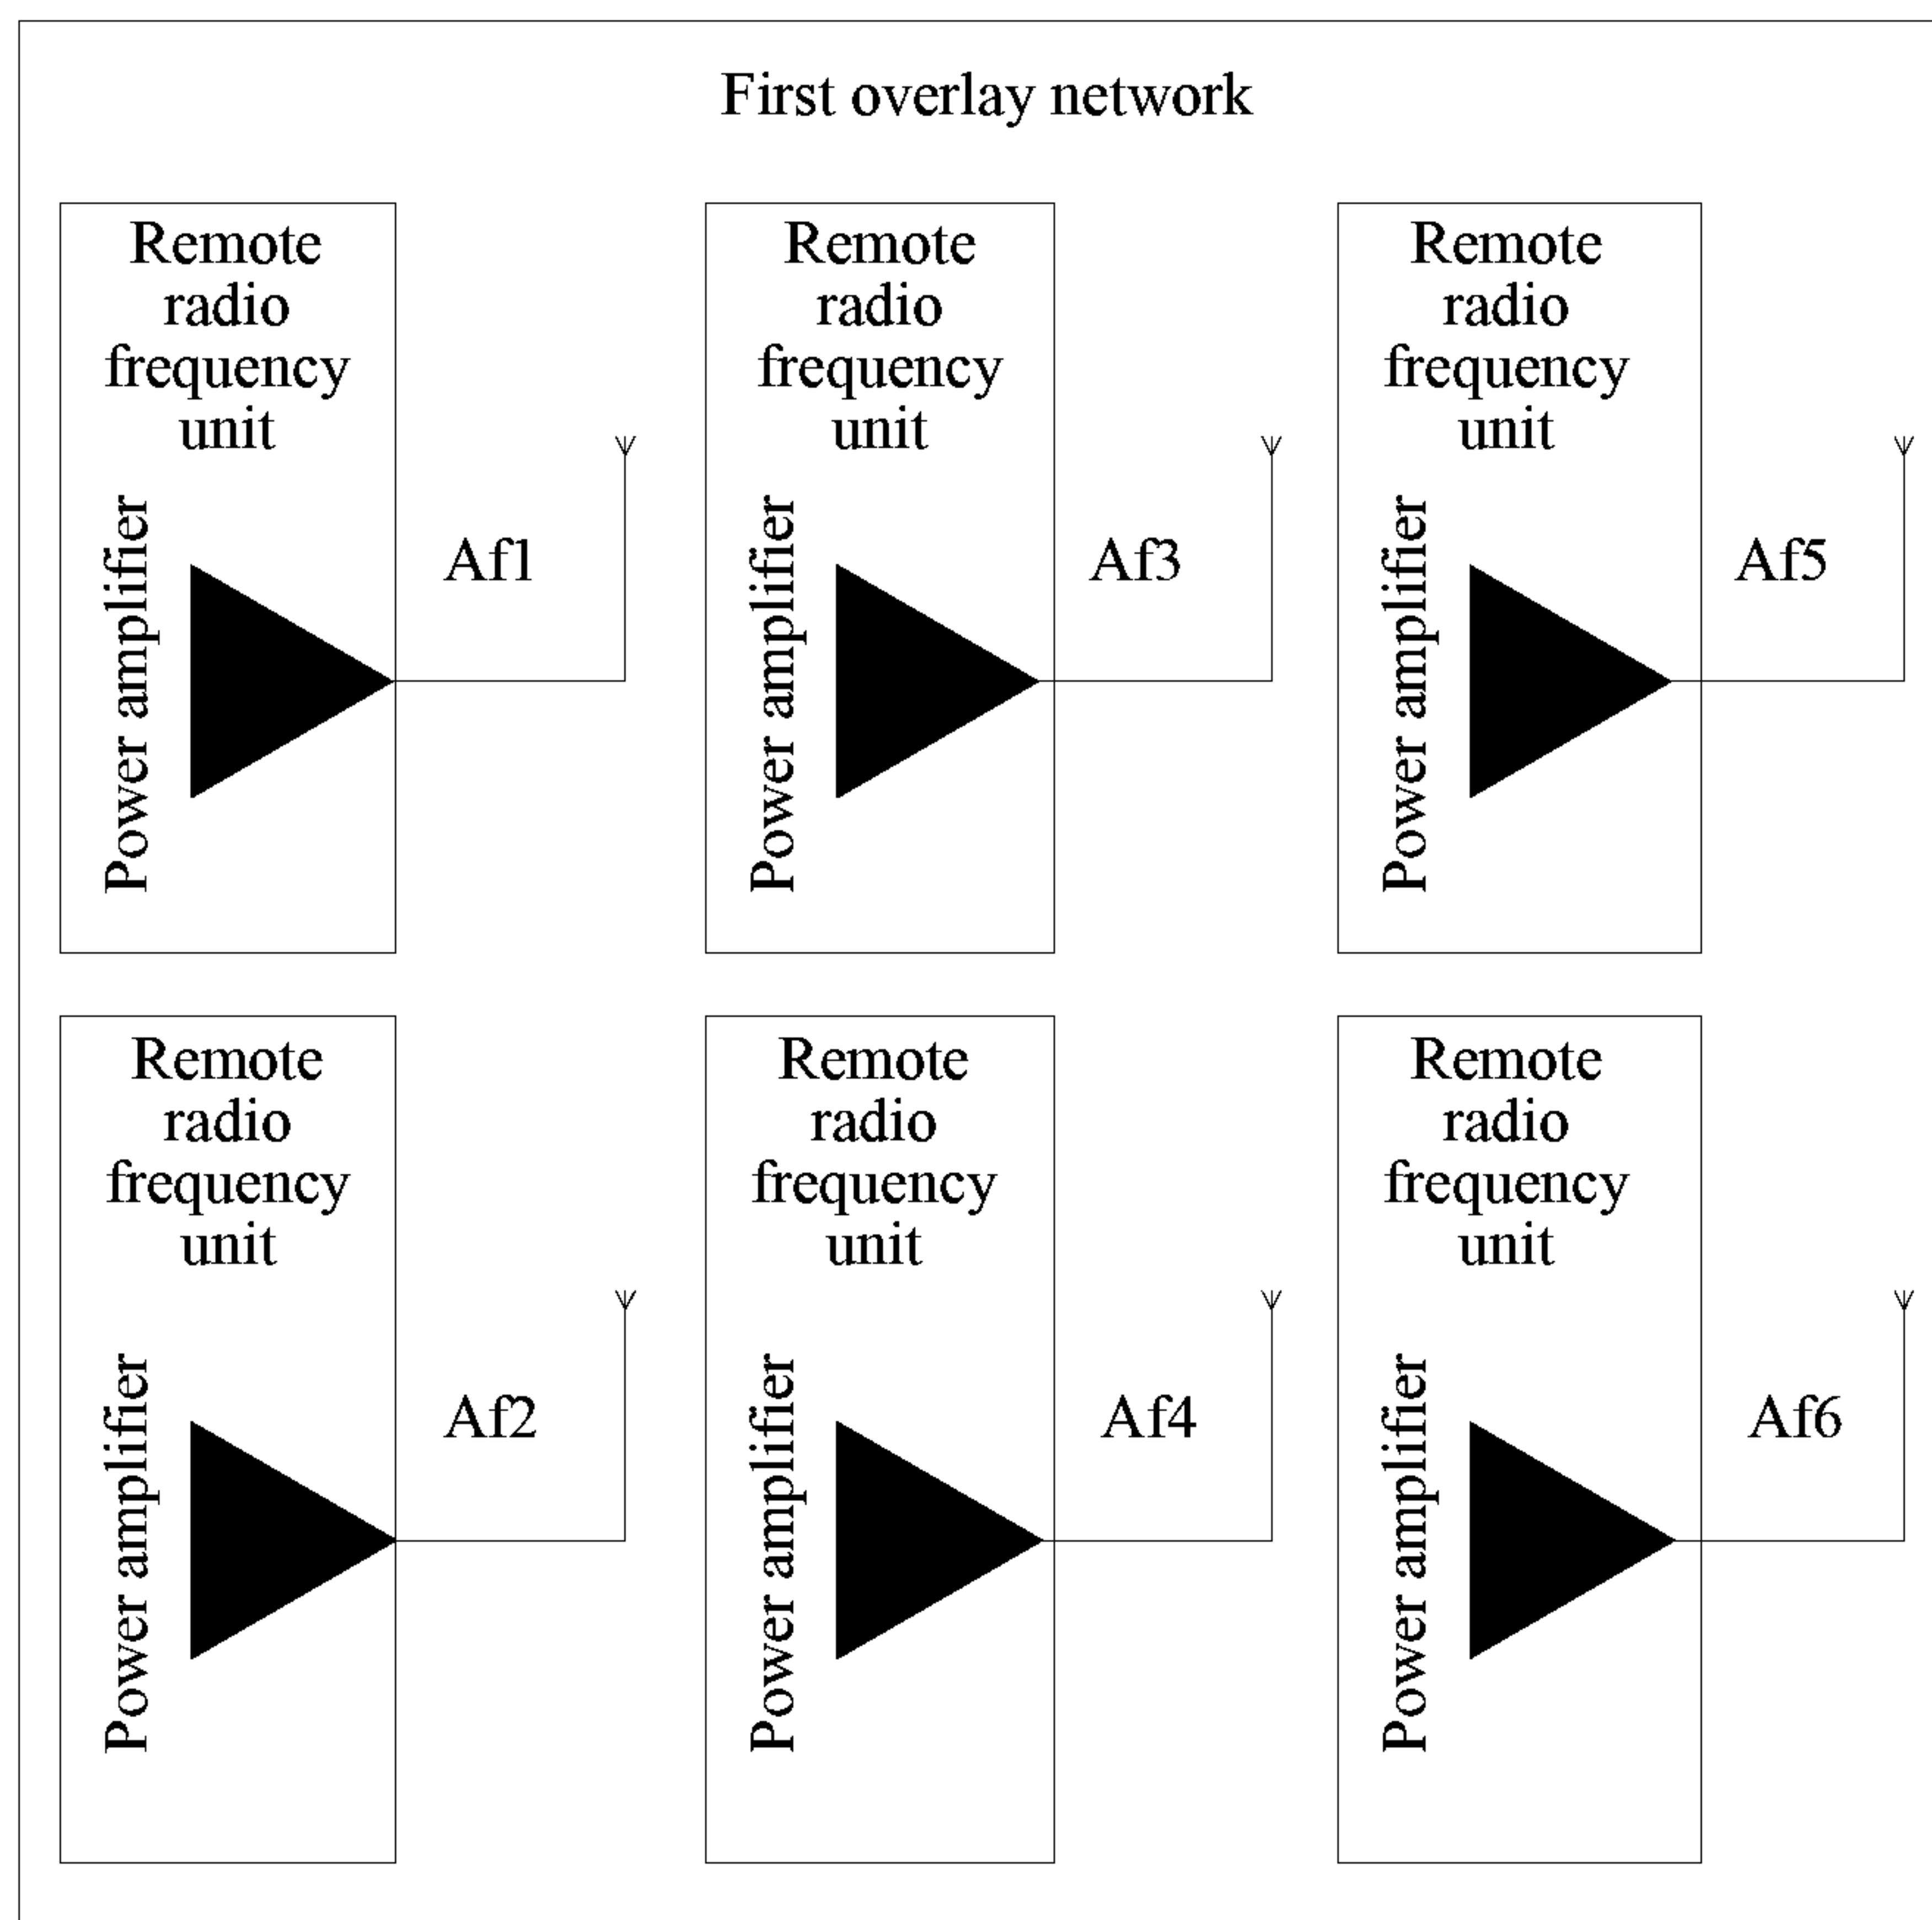 First overlay network
Remote
radio
frequency
unit
Power amplifier
Af1
Remote
radio
frequency
unit
Power amplifier
Af3
Remote
radio
frequency
unit
Power amplifier
Af5
Remote
radio
frequency
unit
Power amplifier
Af2
Remote
radio
frequency
unit
Power amplifier
Af4
Remote
radio
frequency
unit
Power amplifier
Af6